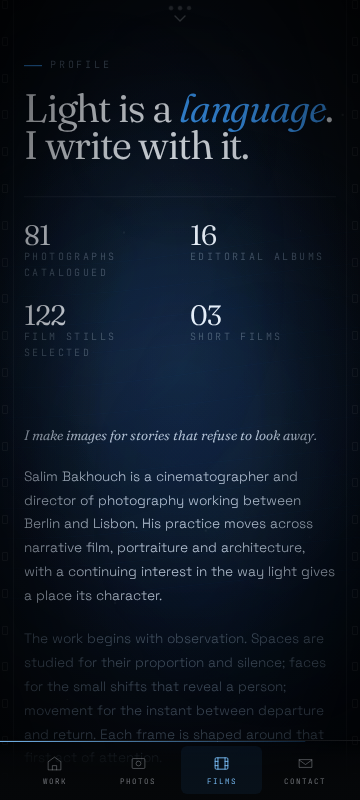 PROFILE
Light is a language.
I write with it.
81
PHOTOGRAPHS
CATALOGUED
16
EDITORIAL ALBUMS
122
FILM STILLS
SELECTED
03
SHORT FILMS
I make images for stories that refuse to look away.
Salim Bakhouch is a cinematographer and
director of photography working between
Berlin and Lisbon. His practice moves across
narrative film, portraiture and architecture,
with a continuing interest in the way light gives
a place its character.
The work begins with observation. Spaces are
studied for their proportion and silence; faces
for the small shifts that reveal a person;
movement for the instant between departure
and return. Each frame is shaped around that
first act of attention.
WORK
PHOTOS
FILMS
CONTACT